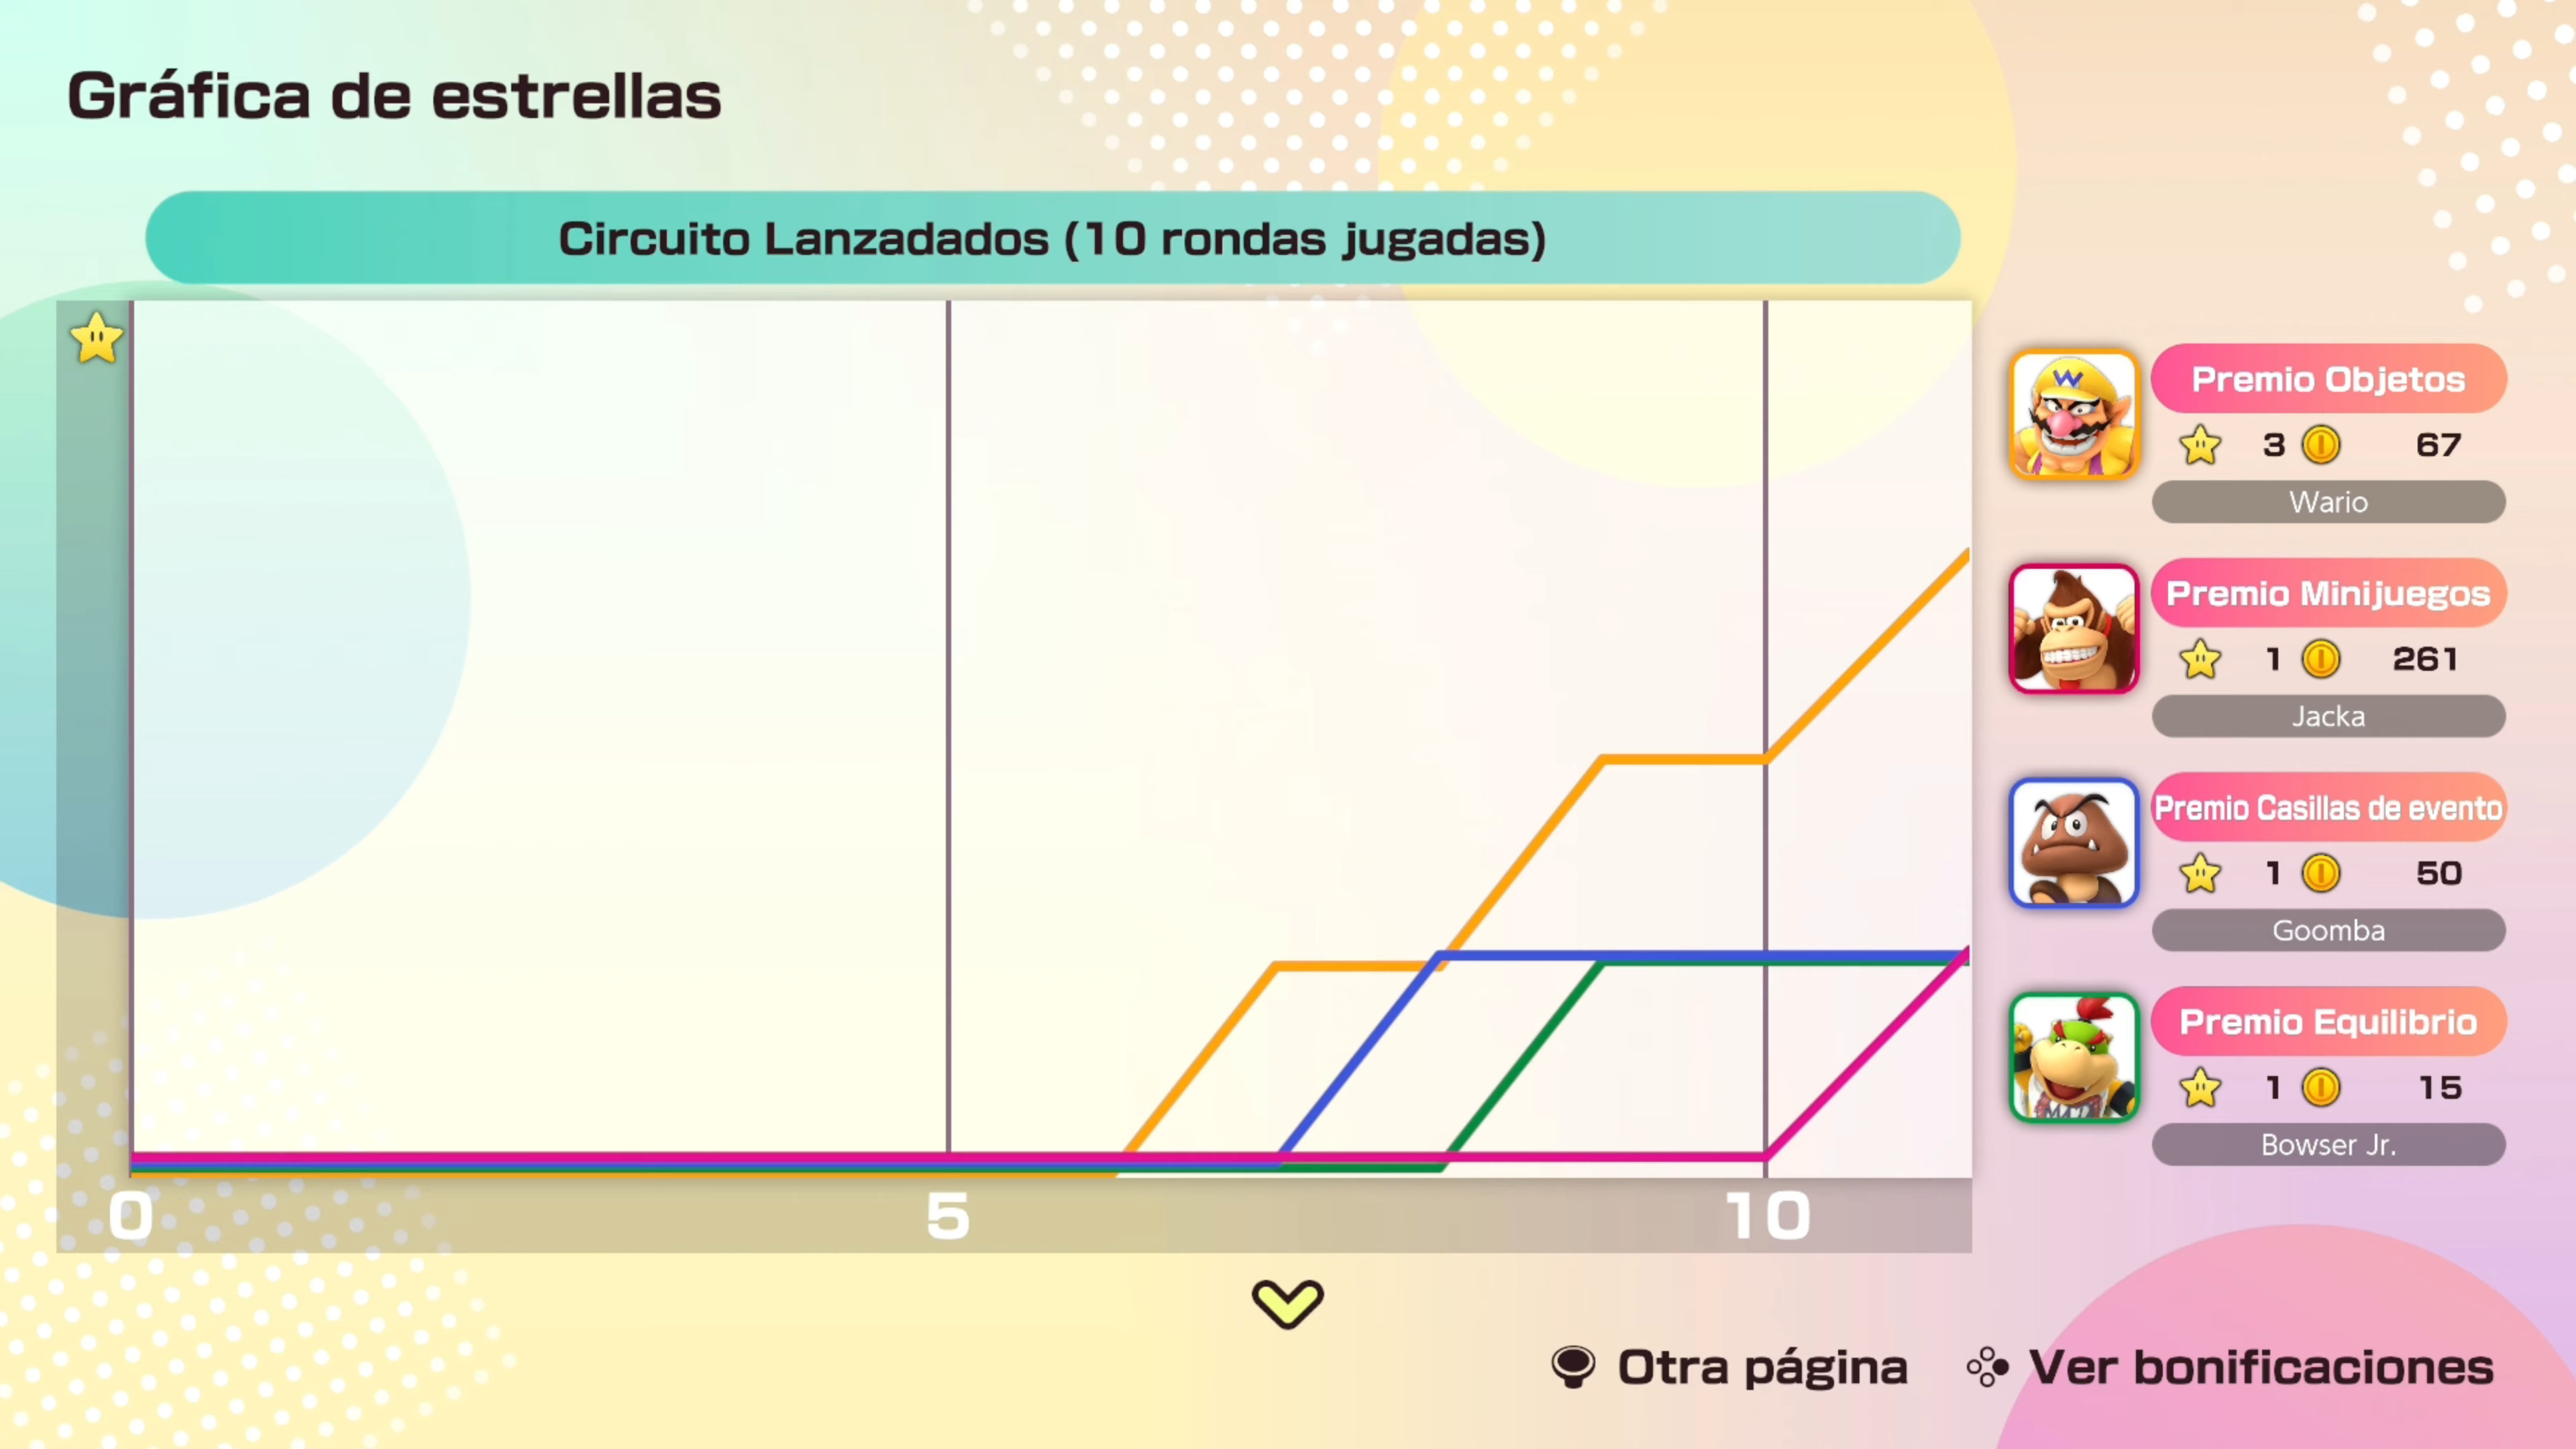 Gráfica de estrellas
Circuito Lanzadados (10 rondas jugadas)
Premio Objetos
3 67
Wario
Premio Minijuegos
1 261
Jacka
Premio Casillas de evento
1 50
Goomba
Premio Equilibrio
1 15
Bowser Jr.
0 5 10
Otra página Ver bonificaciones